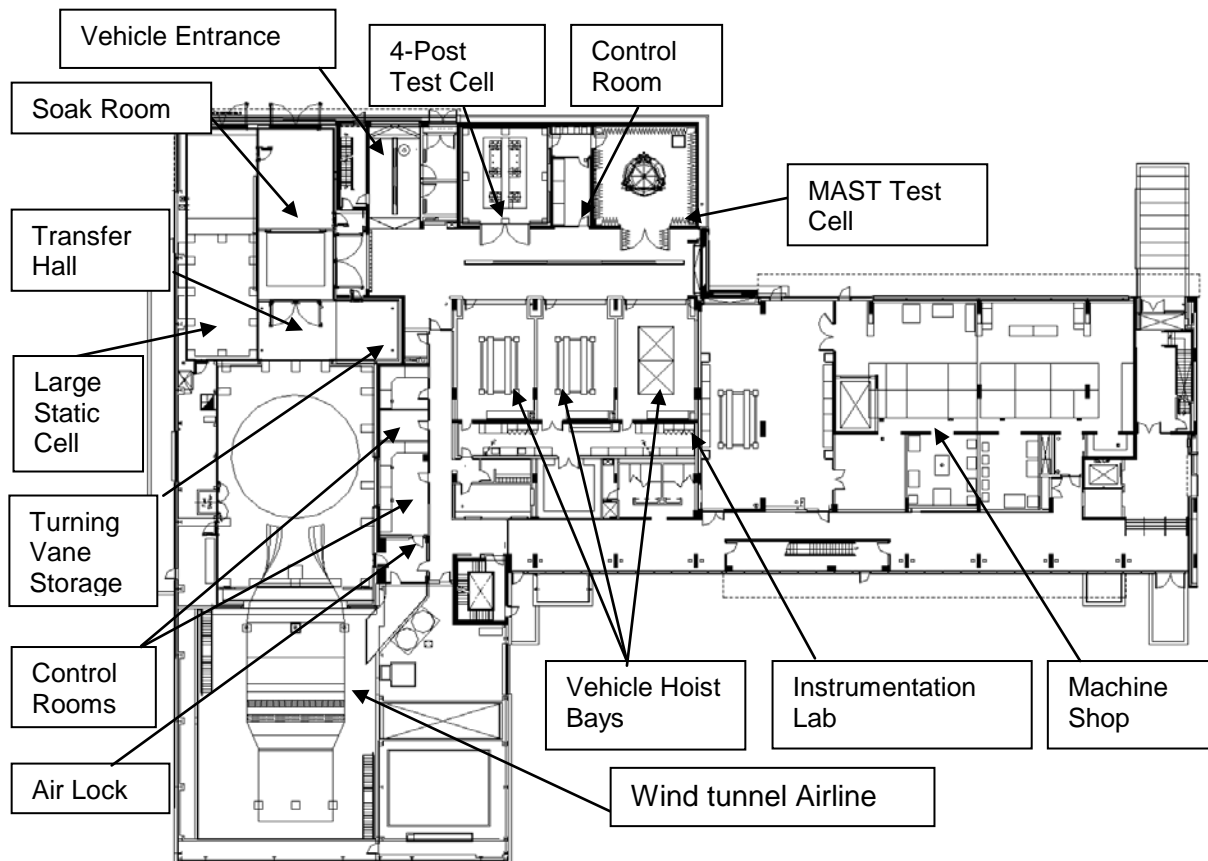 Vehicle Entrance
4-Post
Test Cell
Control
Room
Soak Room
MAST Test
Cell
Transfer
Hall
Large
Static
Cell
Turning
Vane
Storage
Control
Rooms
Vehicle Hoist
Bays
Instrumentation
Lab
Machine
Shop
Air Lock
Wind tunnel Airline